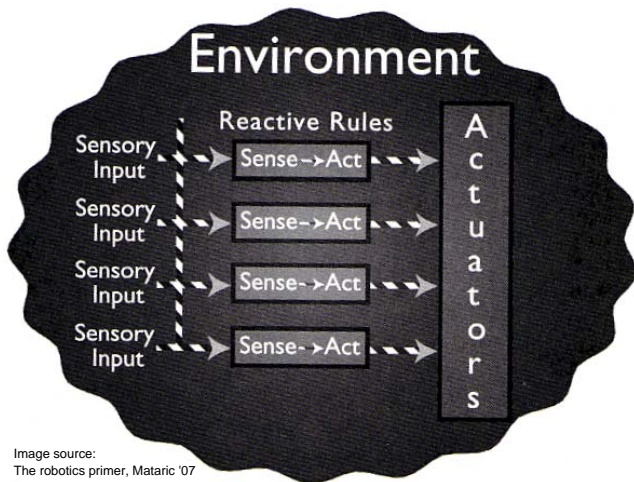 Environment
Reactive Rules
Sensory
Input
Sense->Act
Sensory
Input
Sense->Act
Sensory
Input
Sense->Act
Sensory
Input
Sense->Act
A
c
t
u
a
t
o
r
s
Image source:
The robotics primer, Mataric '07